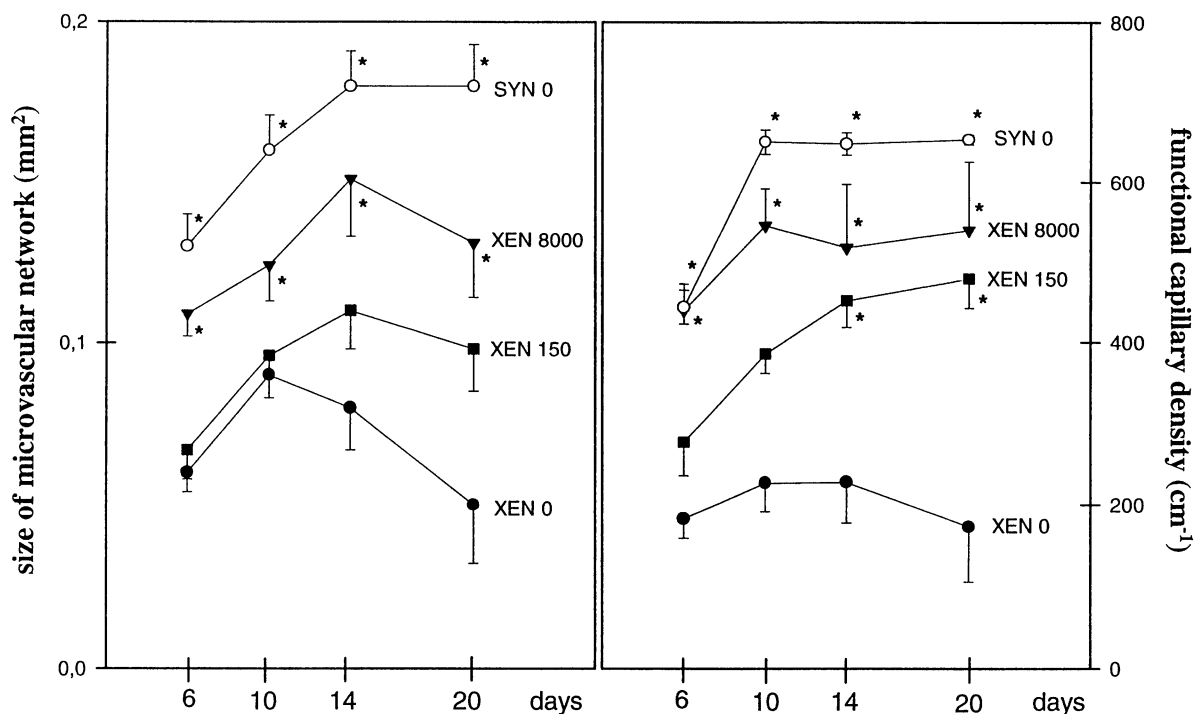 size of microvascular network (mm²)
0,2
0,1
0,0
*
*
*
*
SYN 0
*
*
*
*
XEN 8000
XEN 150
XEN 0
6 10 14 20 days
*
*
*
*
SYN 0
*
*
*
*
XEN 8000
*
*
XEN 150
XEN 0
6 10 14 20 days
800
600
400
200
0
functional capillary density (cm⁻¹)